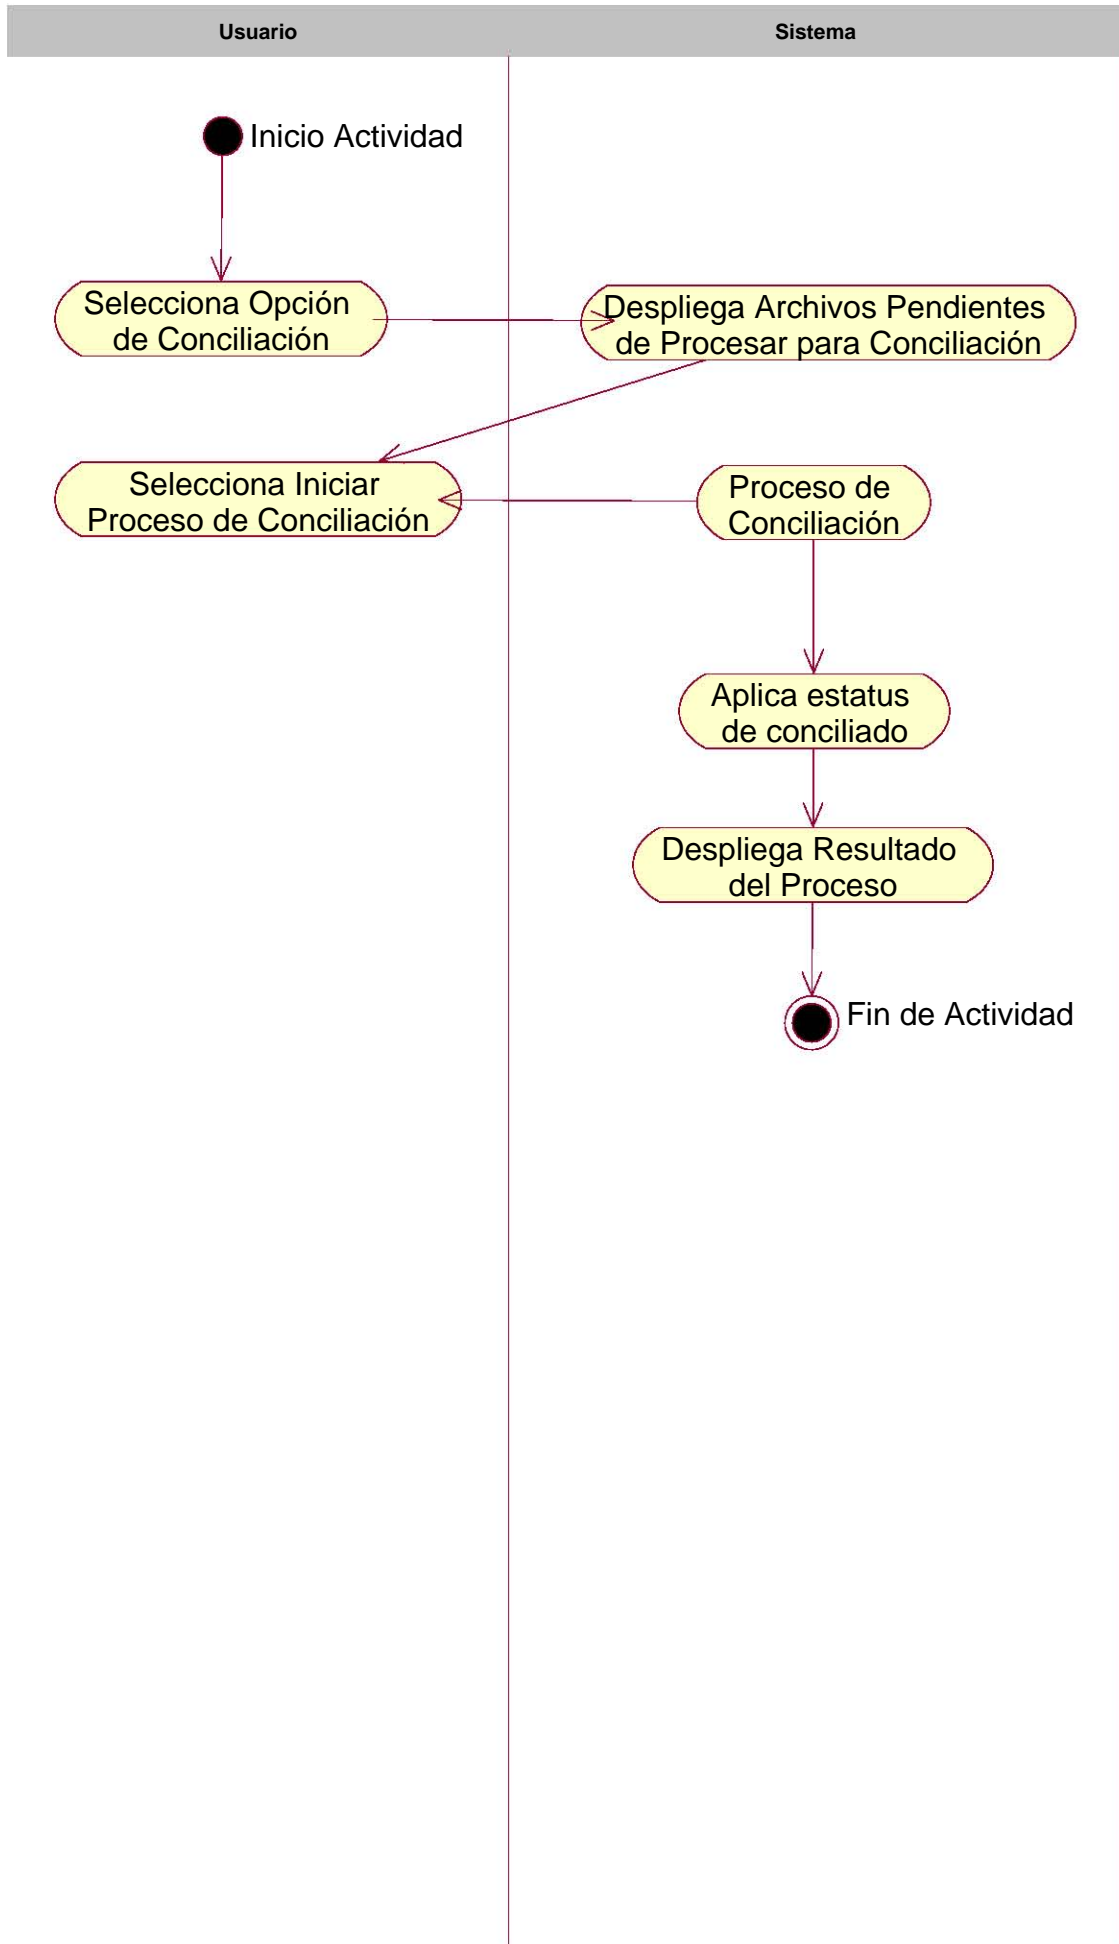 Usuario
Sistema
Inicio Actividad
Selecciona Opción
de Conciliación
Despliega Archivos Pendientes
de Procesar para Conciliación
Selecciona Iniciar
Proceso de Conciliación
Proceso de
Conciliación
Aplica estatus
de conciliado
Despliega Resultado
del Proceso
Fin de Actividad